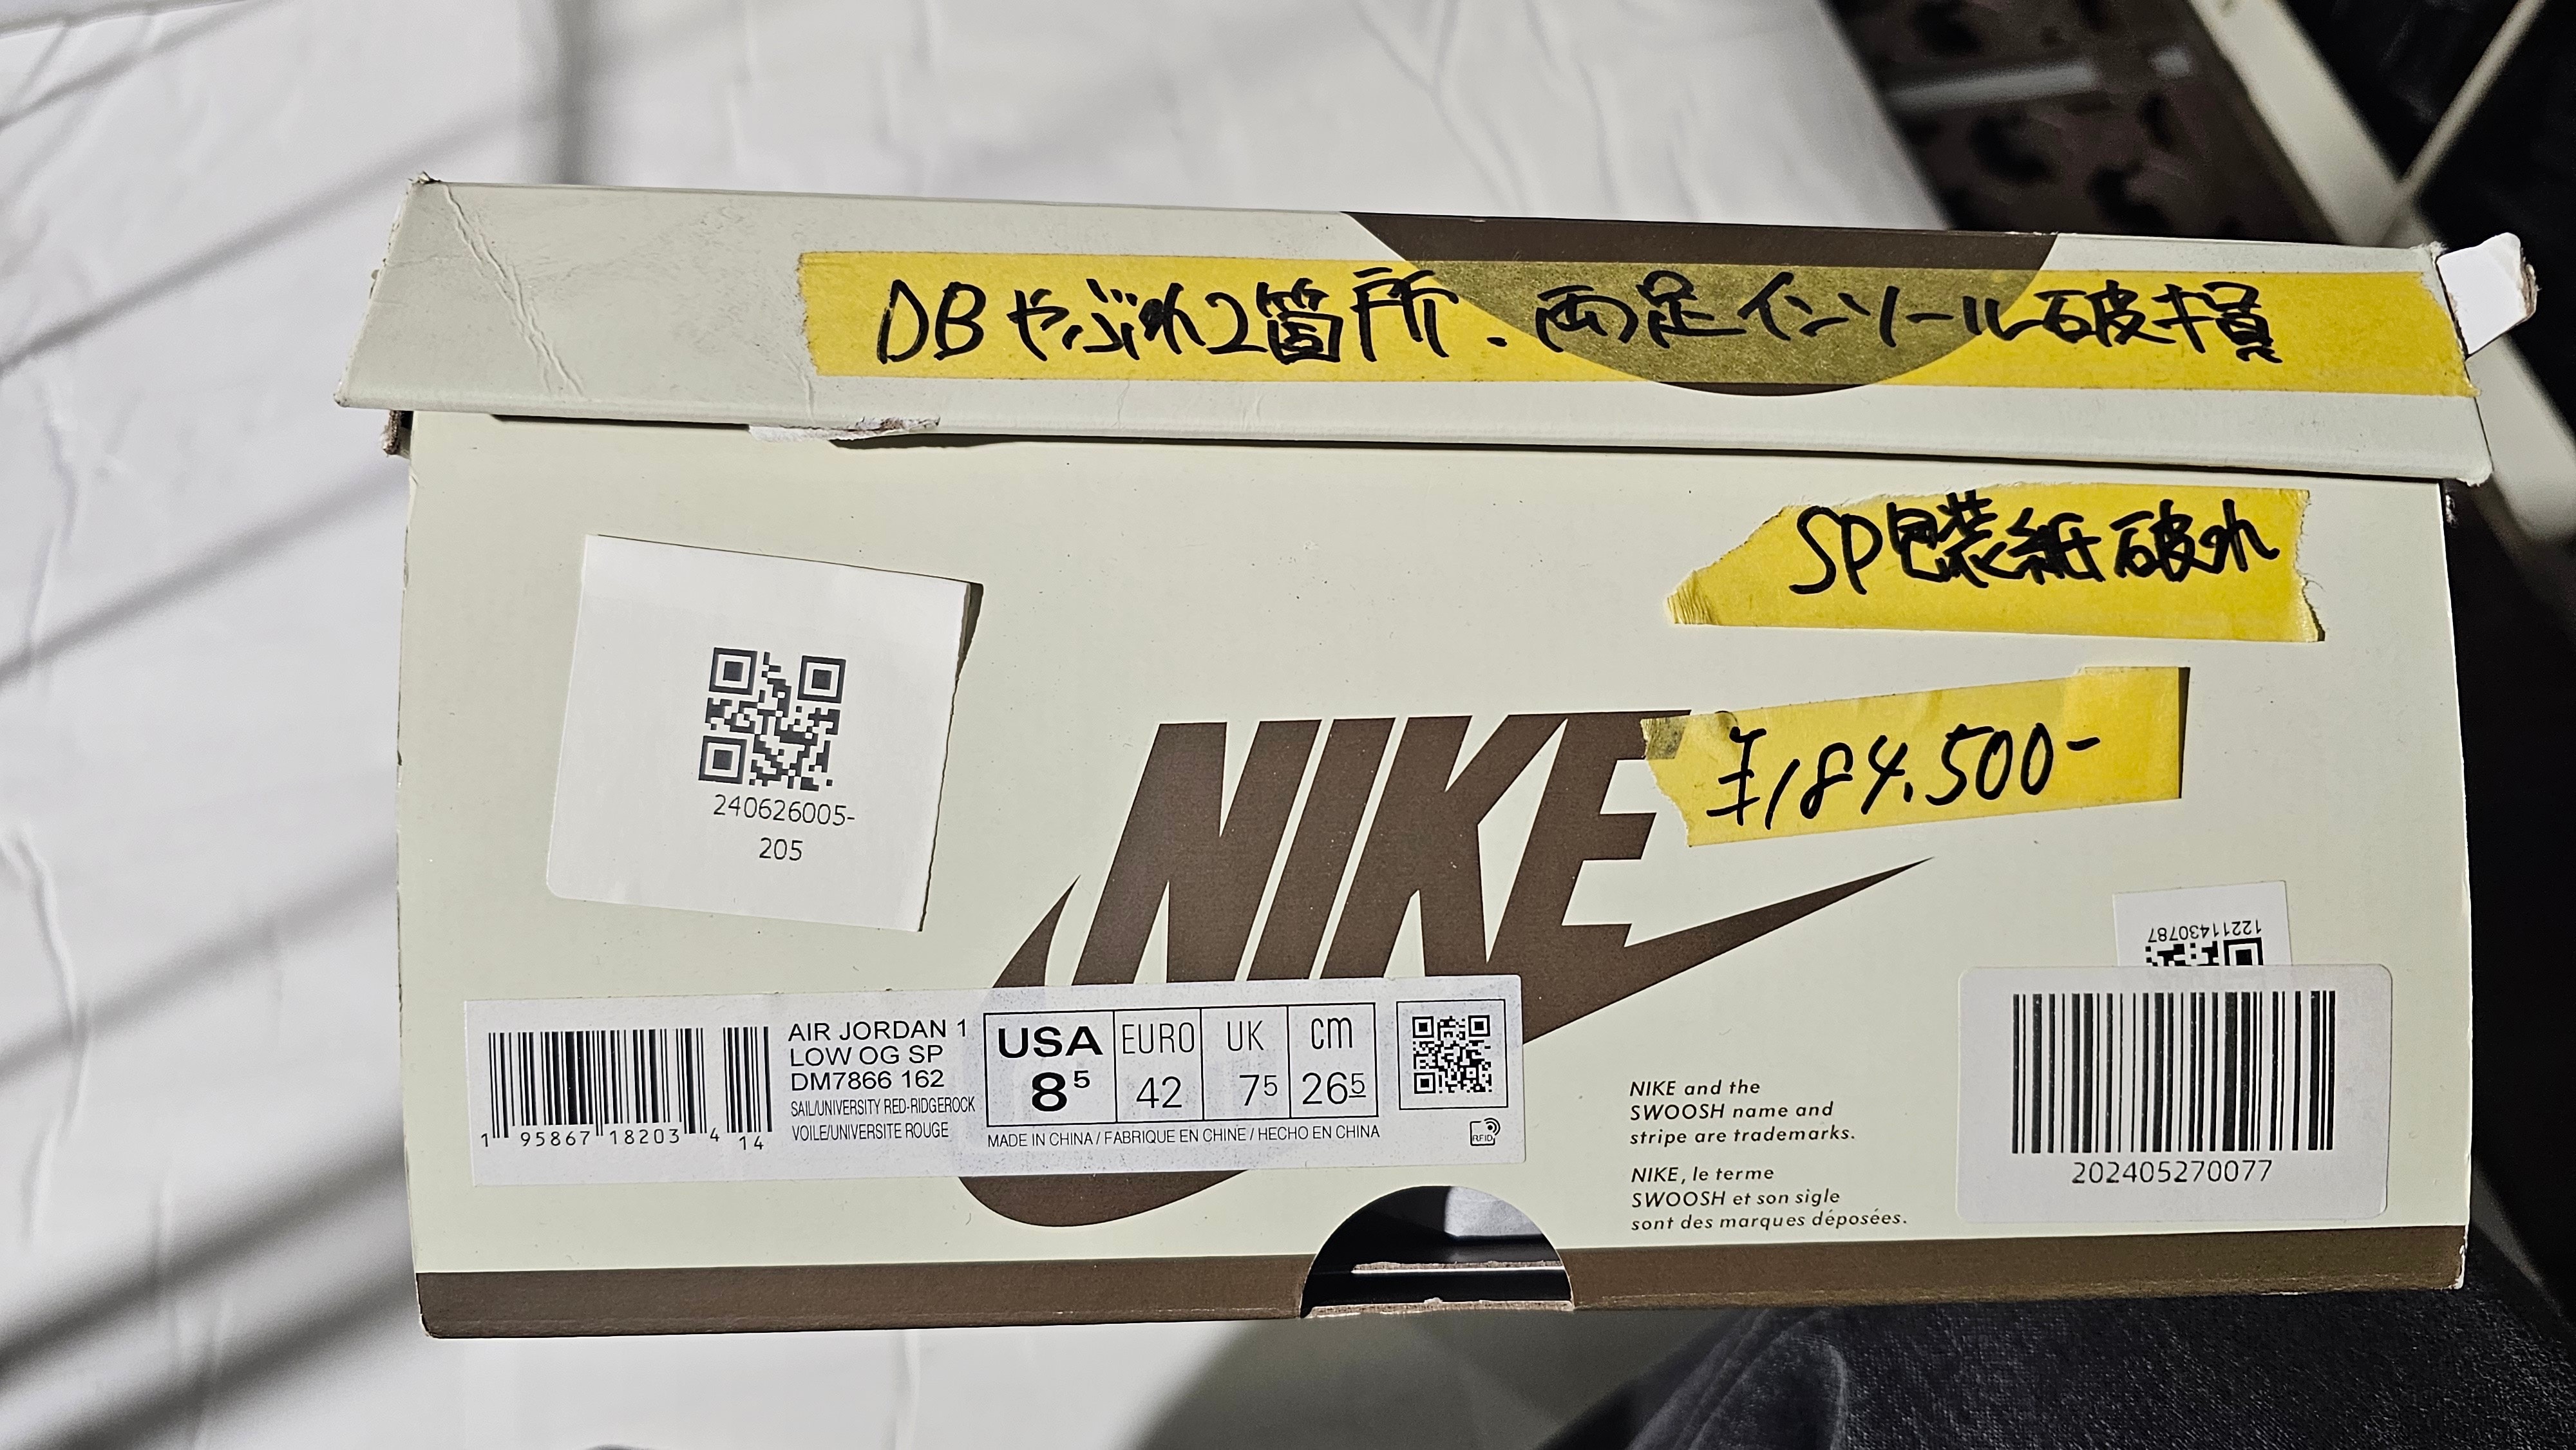 DBやぶれ2箇所.両足インソール破損
SP包装紙破れ
¥184,500-
240626005-
205
NIKE
12211430787
AIR JORDAN 1
LOW OG SP
DM7866 162
SAIL/UNIVERSITY RED-RIDGEROCK
VOILE/UNIVERSITE ROUGE
1 95867 18203 4 14
USA EURO UK cm
8⁵ 42 7⁵ 26⁵
MADE IN CHINA / FABRIQUE EN CHINE / HECHO EN CHINA
RFID
NIKE and the
SWOOSH name and
stripe are trademarks.
NIKE, le terme
SWOOSH et son sigle
sont des marques déposées.
202405270077